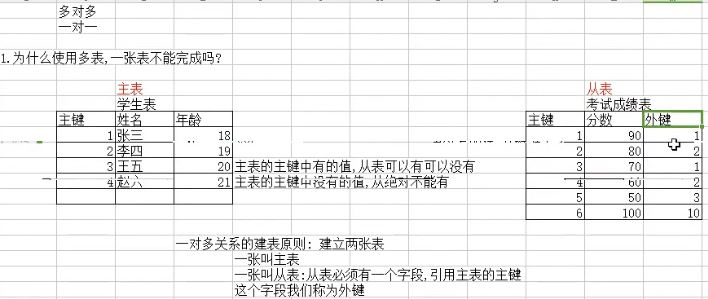 多对多
一对一
1.为什么使用多表,一张表不能完成吗?
主表 从表
学生表 考试成绩表
主键 姓名 年龄 主键 分数 外键
1 张三 18 1 90 1
2 李四 19 2 80 2
3 王五 20 主表的主键中有的值,从表可以有可以没有 3 70 1
4 赵六 21 主表的主键中没有的值,从绝对不能有 4 60 2
5 50 3
6 100 10
一对多关系的建表原则: 建立两张表
一张叫主表
一张叫从表:从表必须有一个字段,引用主表的主键
这个字段我们称为外键